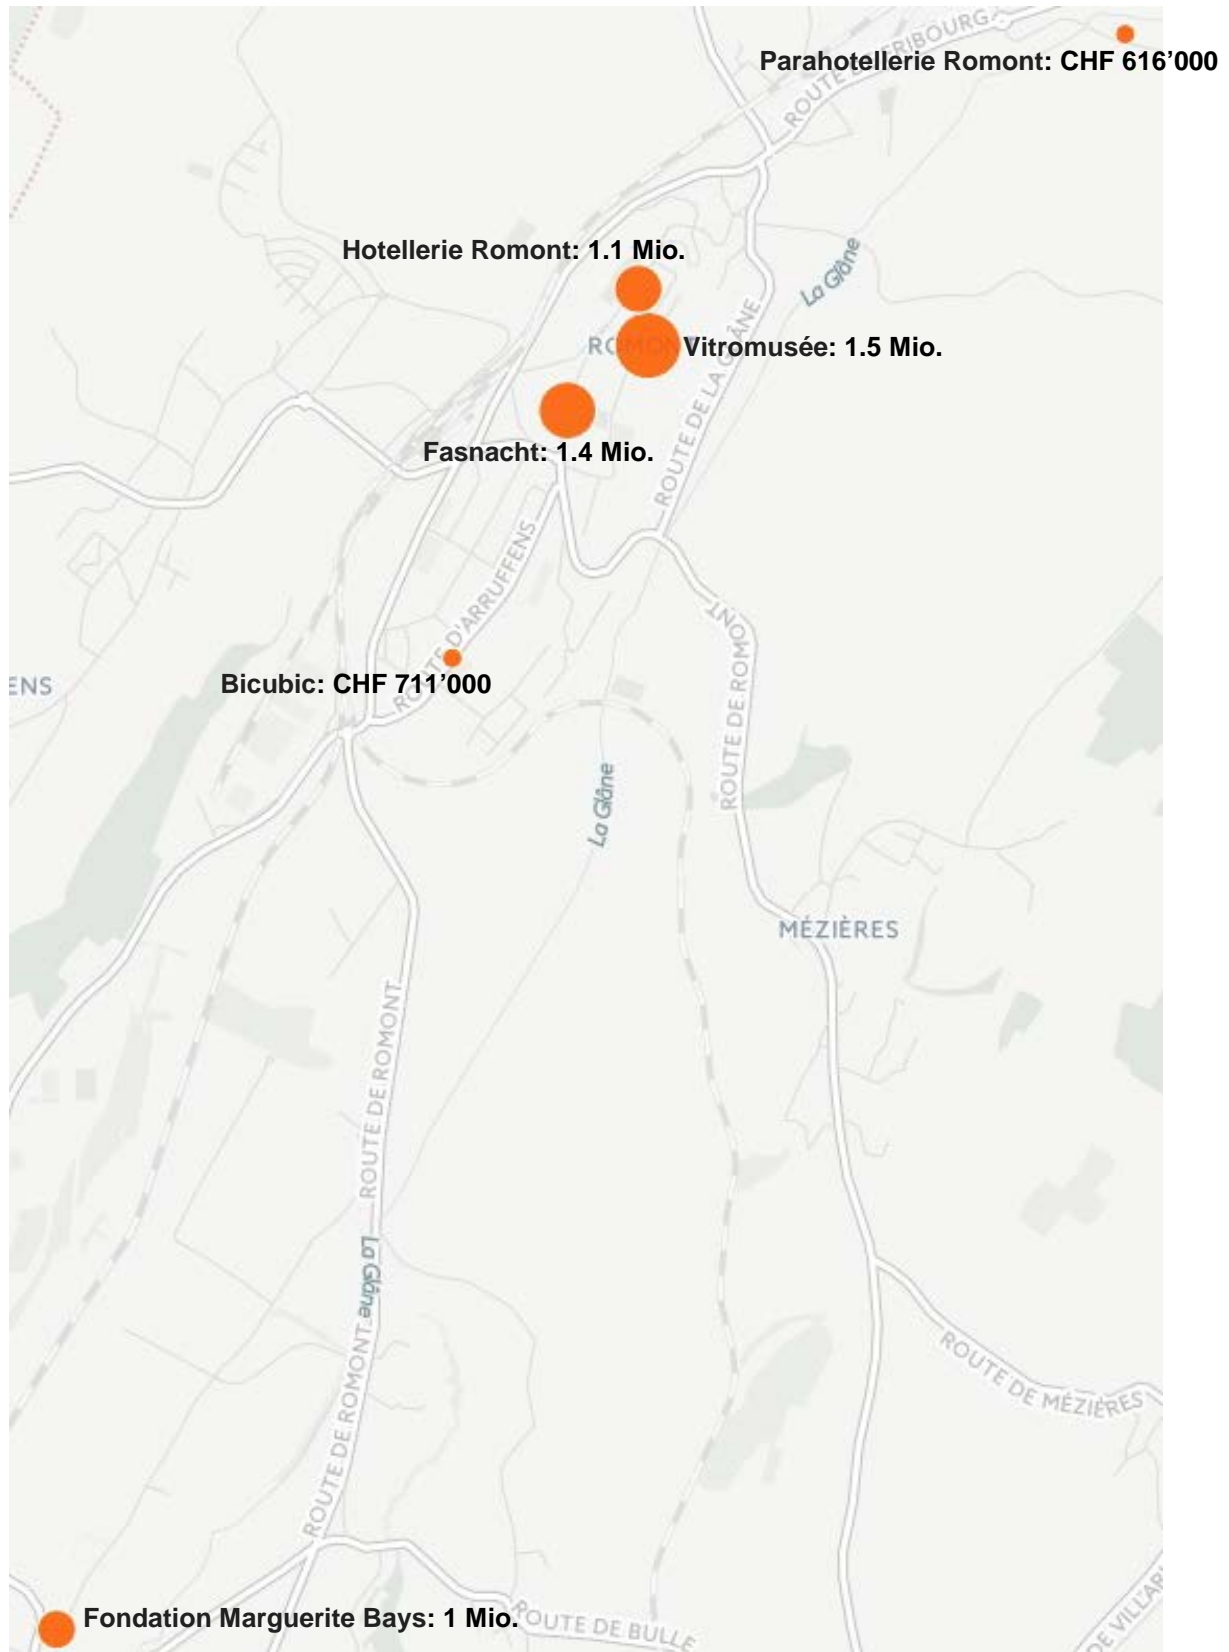 ROUTE DE FRIBOURG
Parahotellerie Romont: CHF 616’000
Hotellerie Romont: 1.1 Mio.
La Glâne
ROMONT
Vitromusée: 1.5 Mio.
ROUTE DE LA GLÂNE
Fasnacht: 1.4 Mio.
ROUTE D'ARRUFFENS
ROUTE DE ROMONT
ENS
Bicubic: CHF 711’000
La Glâne
MÉZIÈRES
ROUTE DE ROMONT
La Glâne
ROUTE DE ROMONT
ROUTE DE MÉZIÈRES
Fondation Marguerite Bays: 1 Mio.
ROUTE DE BULLE
DE VILLAR